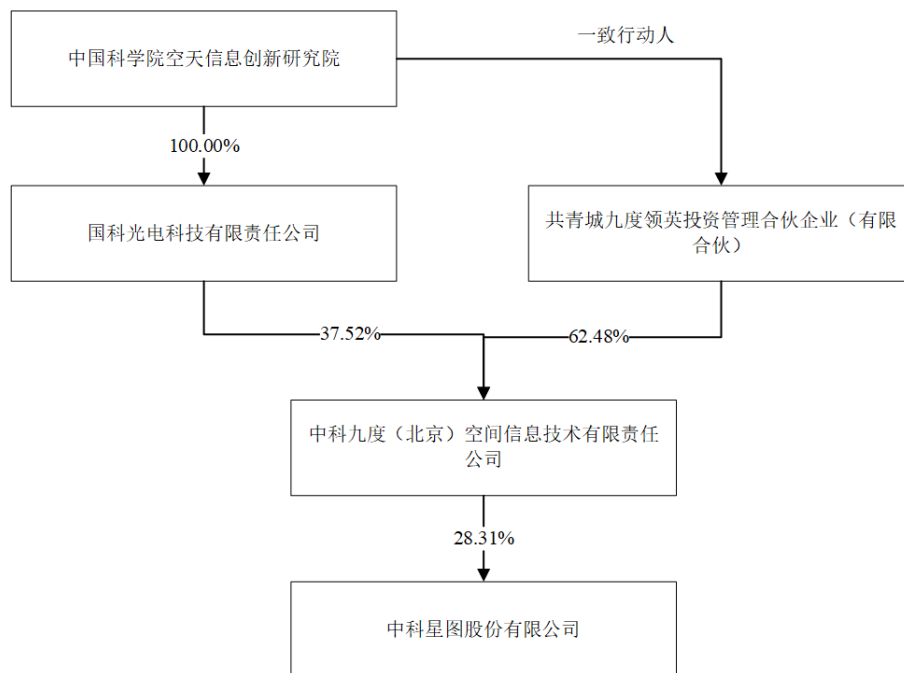 一致行动人
中国科学院空天信息创新研究院
100.00%
国科光电科技有限责任公司
共青城九度领英投资管理合伙企业（有限
合伙）
37.52%
62.48%
中科九度（北京）空间信息技术有限责任
公司
28.31%
中科星图股份有限公司